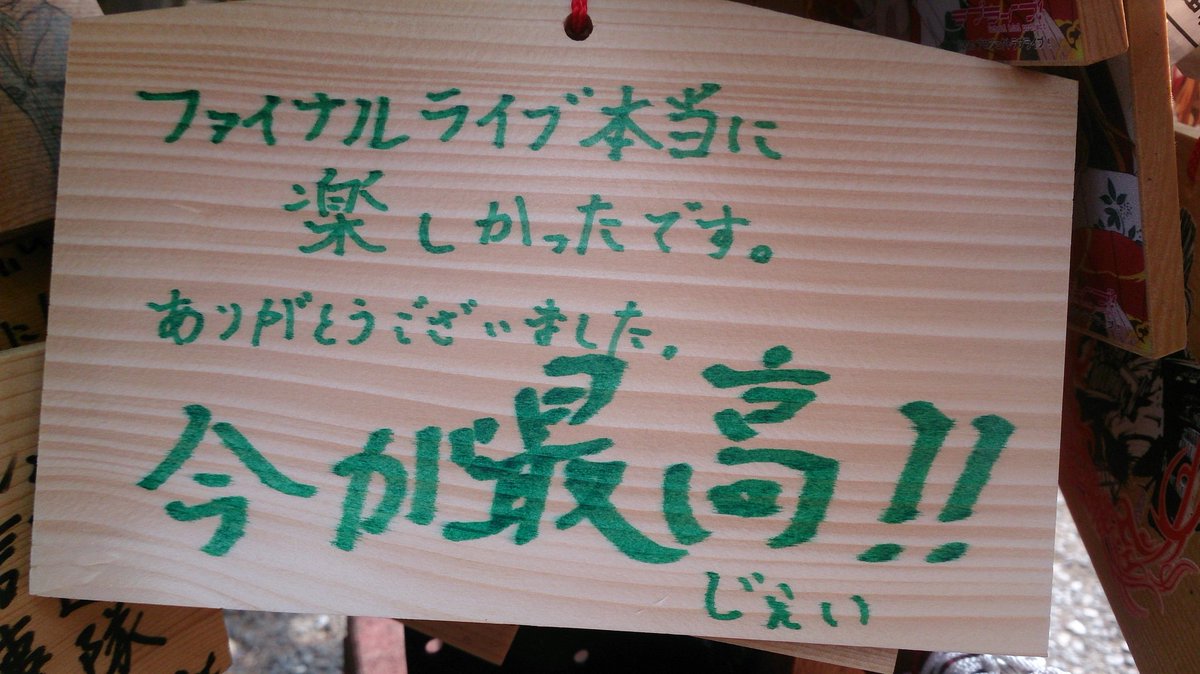 ファイナルライブ本当に
楽しかったです。
ありがとうございました。
今が最高!!
じぇい
隊